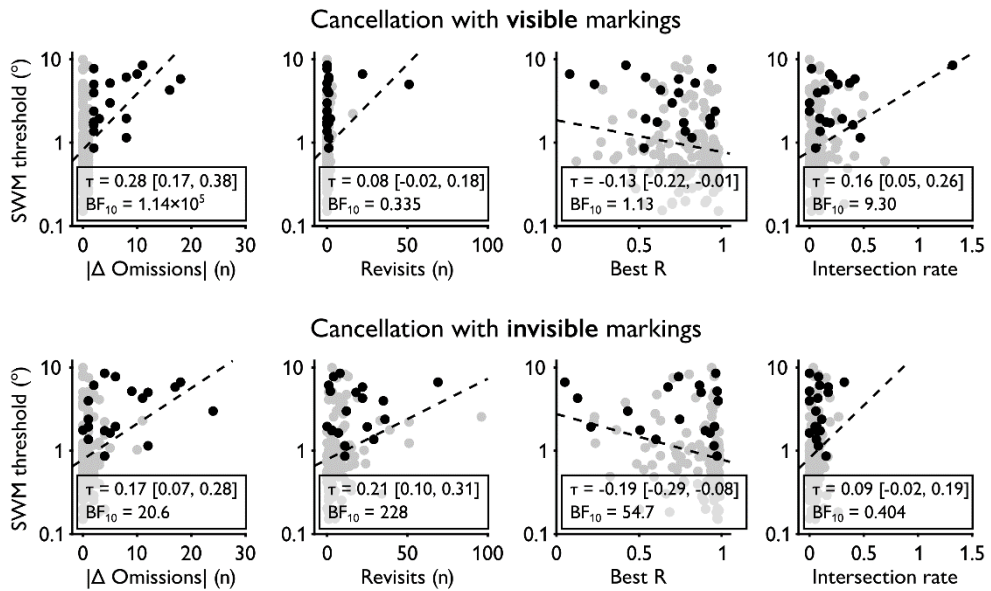 Cancellation with visible markings
SWM threshold (°)
10
1
0.1
τ = 0.28 [0.17, 0.38]
BF₁₀ = 1.14×10⁵
0
10
20
30
|Δ Omissions| (n)
10
1
0.1
τ = 0.08 [-0.02, 0.18]
BF₁₀ = 0.335
0
50
100
Revisits (n)
10
1
0.1
τ = -0.13 [-0.22, -0.01]
BF₁₀ = 1.13
0
0.5
1
Best R
10
1
0.1
τ = 0.16 [0.05, 0.26]
BF₁₀ = 9.30
0
0.5
1
1.5
Intersection rate
Cancellation with invisible markings
SWM threshold (°)
10
1
0.1
τ = 0.17 [0.07, 0.28]
BF₁₀ = 20.6
0
10
20
30
|Δ Omissions| (n)
10
1
0.1
τ = 0.21 [0.10, 0.31]
BF₁₀ = 228
0
50
100
Revisits (n)
10
1
0.1
τ = -0.19 [-0.29, -0.08]
BF₁₀ = 54.7
0
0.5
1
Best R
10
1
0.1
τ = 0.09 [-0.02, 0.19]
BF₁₀ = 0.404
0
0.5
1
1.5
Intersection rate